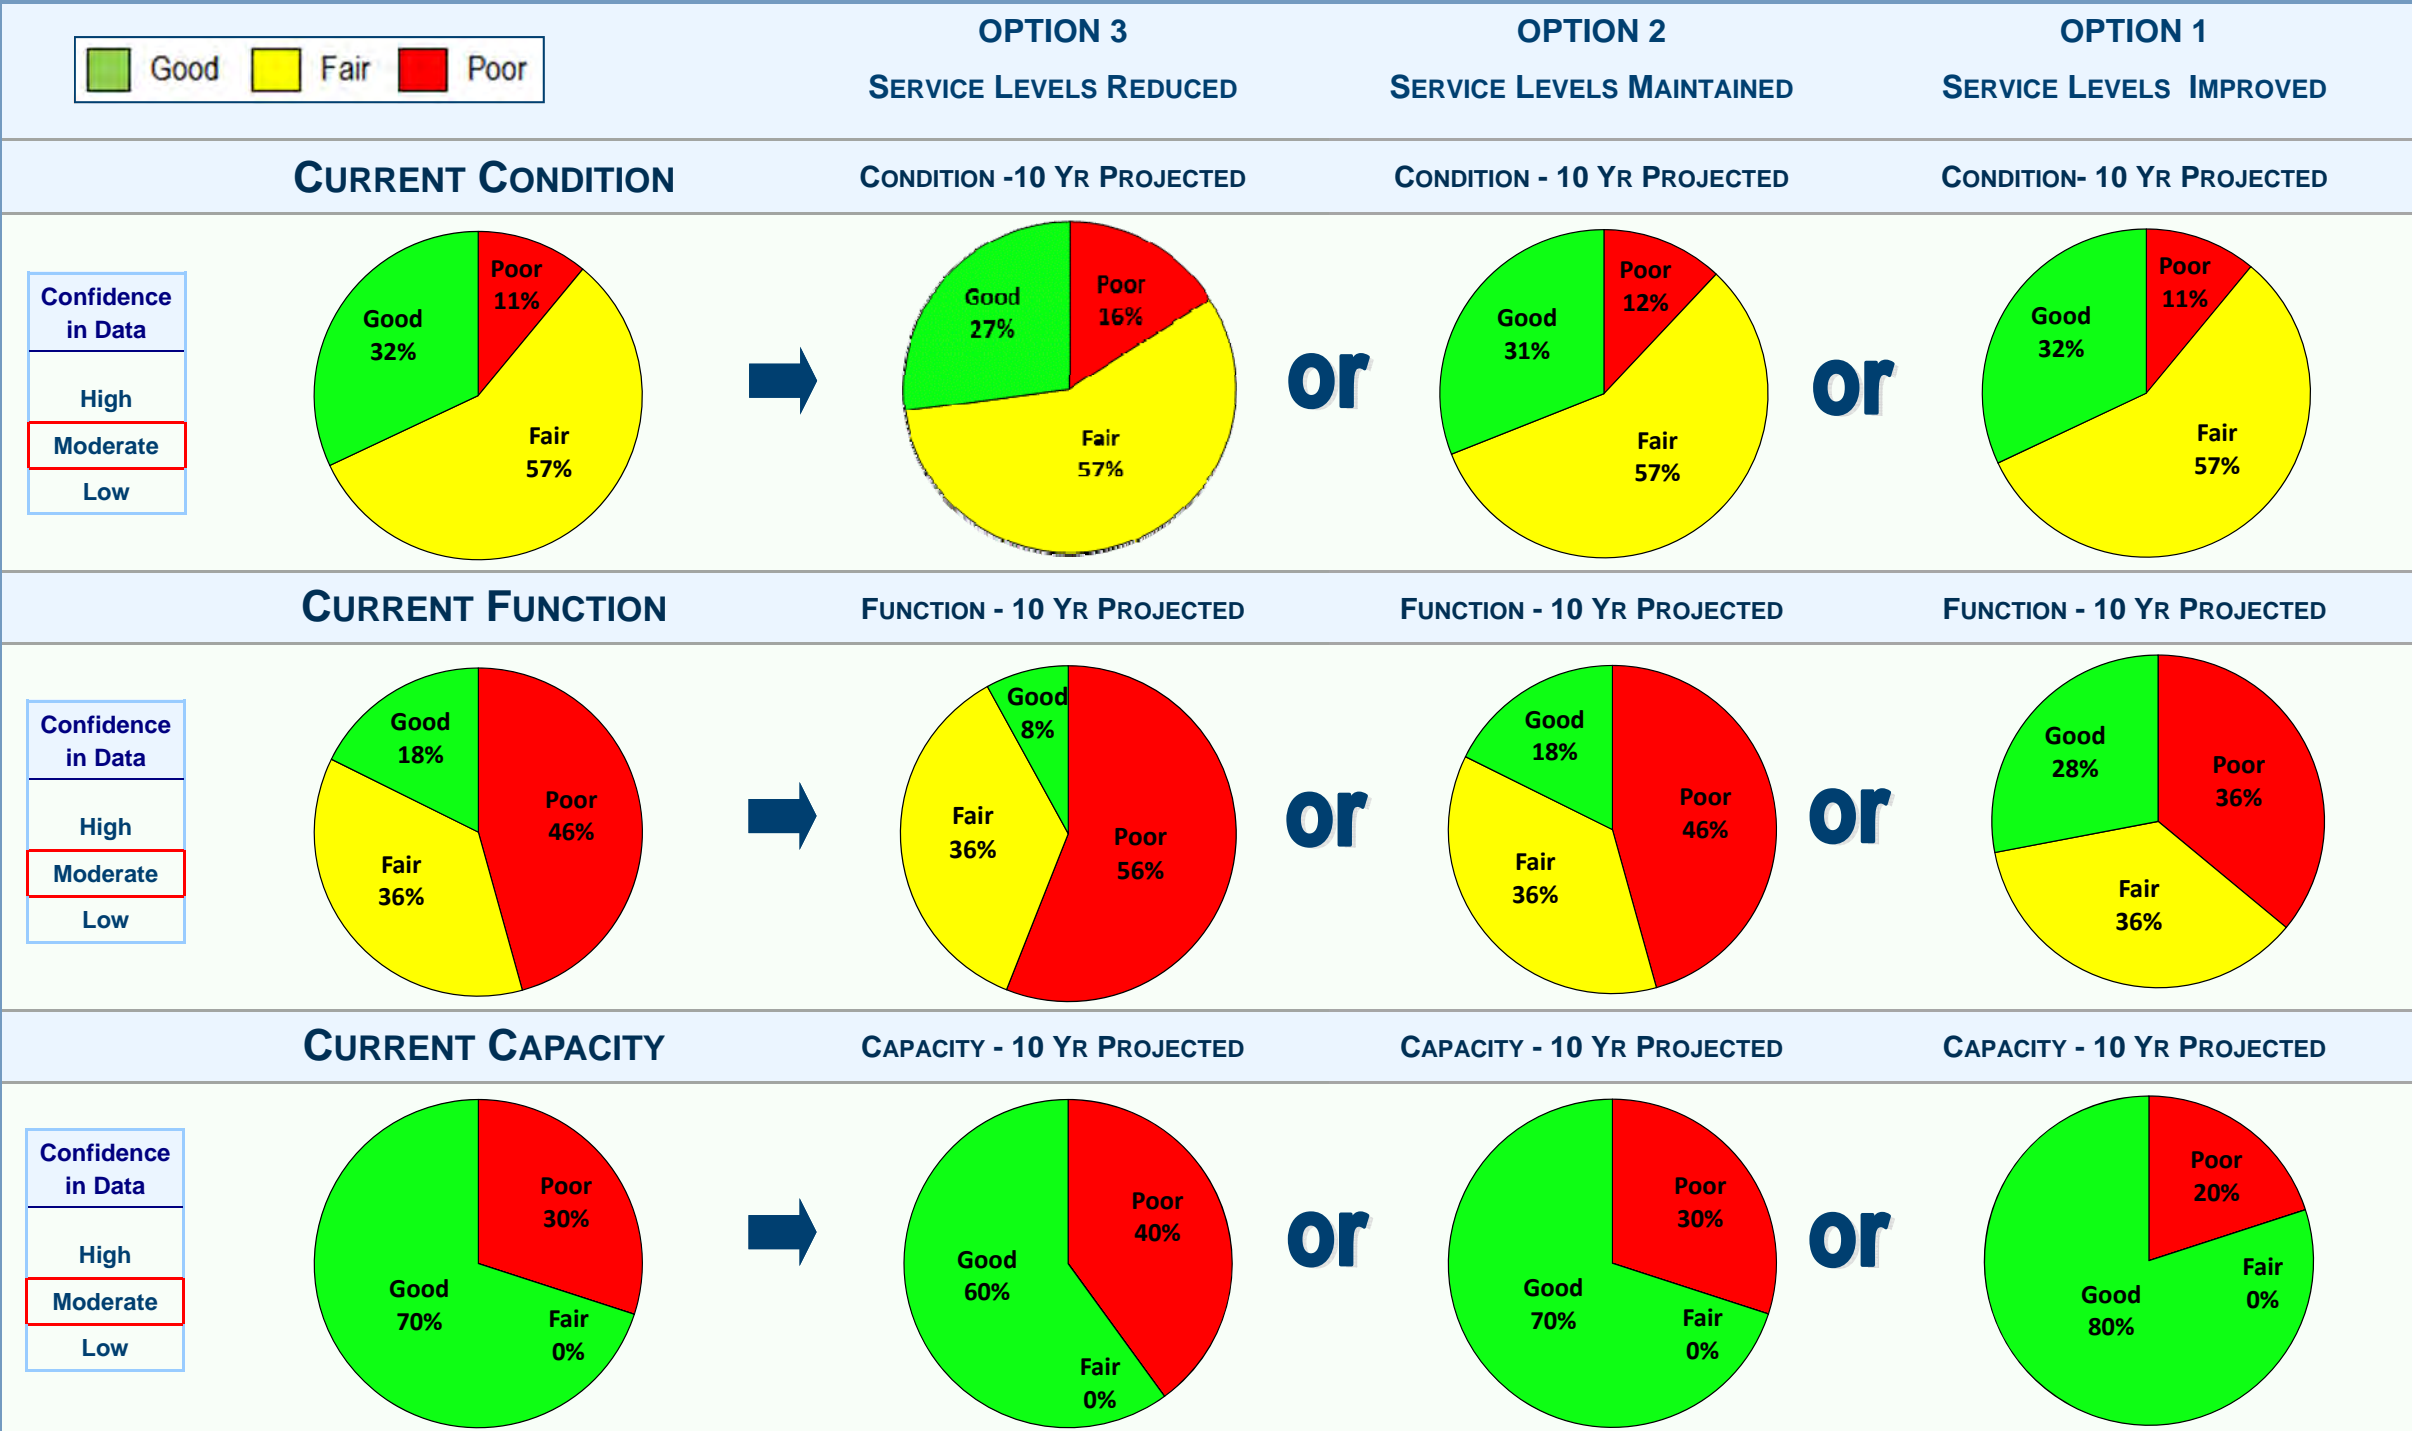 Good Fair Poor
OPTION 3
SERVICE LEVELS REDUCED
OPTION 2
SERVICE LEVELS MAINTAINED
OPTION 1
SERVICE LEVELS IMPROVED
CURRENT CONDITION
CONDITION -10 YR PROJECTED
CONDITION - 10 YR PROJECTED
CONDITION- 10 YR PROJECTED
Confidence
in Data
High
Moderate
Low
Poor
11%
Good
32%
Fair
57%
Poor
16%
Good
27%
Fair
57%
or
Poor
12%
Good
31%
Fair
57%
or
Poor
11%
Good
32%
Fair
57%
CURRENT FUNCTION
FUNCTION - 10 YR PROJECTED
FUNCTION - 10 YR PROJECTED
FUNCTION - 10 YR PROJECTED
Confidence
in Data
High
Moderate
Low
Good
18%
Poor
46%
Fair
36%
Good
8%
Fair
36%
Poor
56%
or
Good
18%
Poor
46%
Fair
36%
or
Good
28%
Poor
36%
Fair
36%
CURRENT CAPACITY
CAPACITY - 10 YR PROJECTED
CAPACITY - 10 YR PROJECTED
CAPACITY - 10 YR PROJECTED
Confidence
in Data
High
Moderate
Low
Poor
30%
Good
70%
Fair
0%
Poor
40%
Good
60%
Fair
0%
or
Poor
30%
Good
70%
Fair
0%
or
Poor
20%
Fair
0%
Good
80%